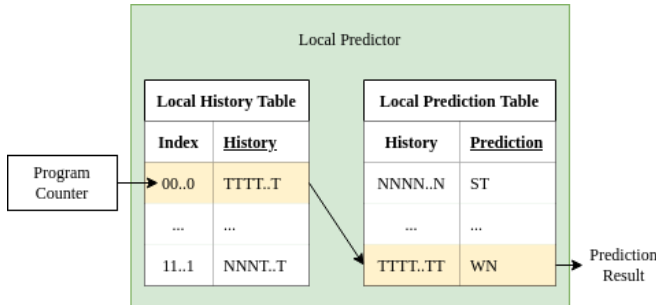 Local Predictor
Local History Table
Index History
00..0 TTTT..T
... ...
11..1 NNNT..T
Local Prediction Table
History Prediction
NNNN..N ST
... ...
TTTT..TT WN
Program
Counter
Prediction
Result